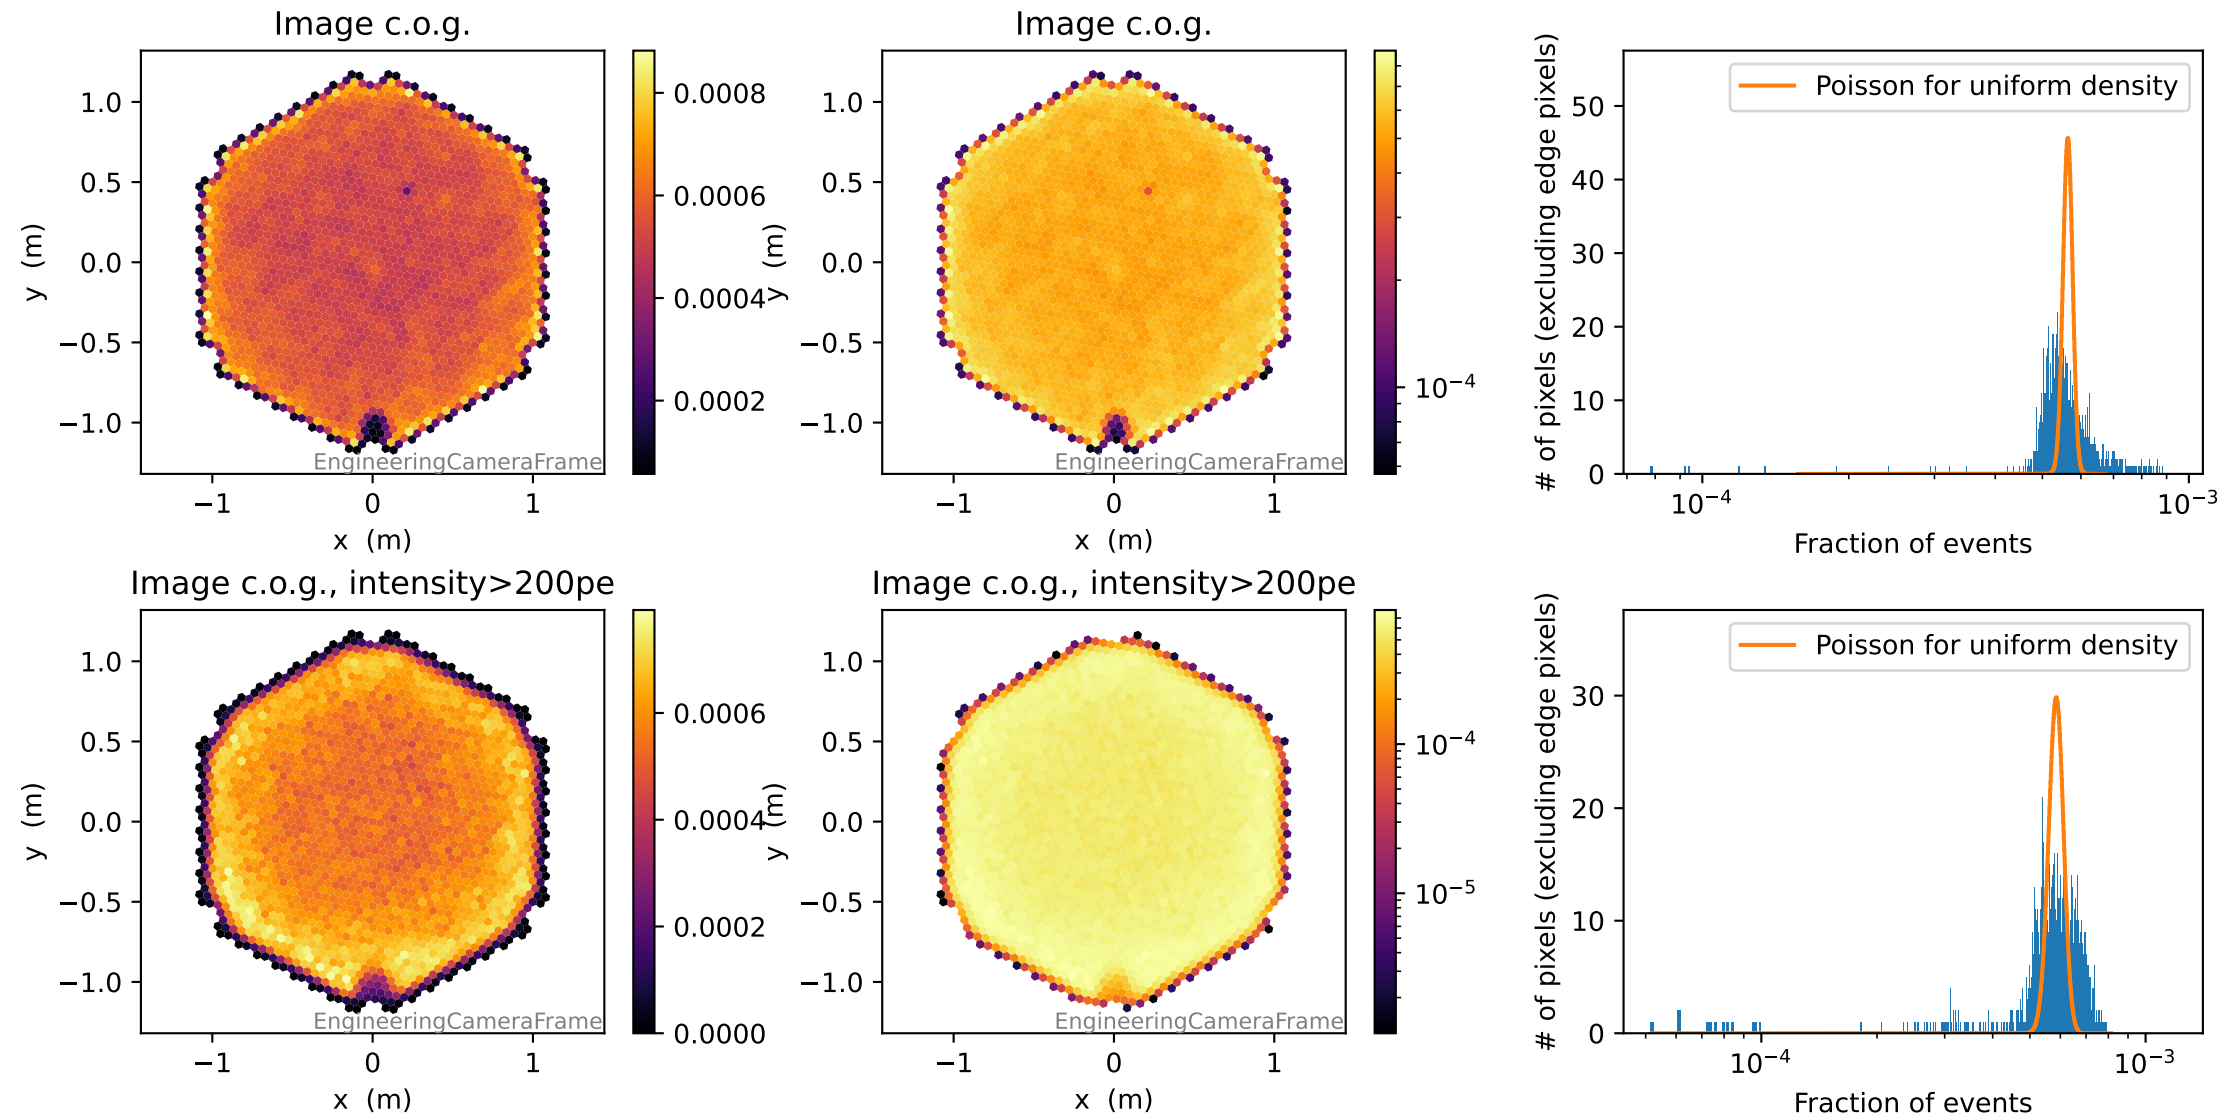 Image c.o.g.
1.0
0.5
0.0
−0.5
−1.0
y (m)
−1
0
1
x (m)
EngineeringCameraFrame
0.0008
0.0006
0.0004
0.0002
Image c.o.g.
1.0
0.5
0.0
−0.5
−1.0
y (m)
−1
0
1
x (m)
EngineeringCameraFrame
10⁻⁴
# of pixels (excluding edge pixels)
50
40
30
20
10
0
Poisson for uniform density
10⁻⁴
10⁻³
Fraction of events
Image c.o.g., intensity>200pe
1.0
0.5
0.0
−0.5
−1.0
y (m)
−1
0
1
x (m)
EngineeringCameraFrame
0.0006
0.0004
0.0002
0.0000
Image c.o.g., intensity>200pe
1.0
0.5
0.0
−0.5
−1.0
y (m)
−1
0
1
x (m)
EngineeringCameraFrame
10⁻⁴
10⁻⁵
# of pixels (excluding edge pixels)
30
20
10
0
Poisson for uniform density
10⁻⁴
10⁻³
Fraction of events